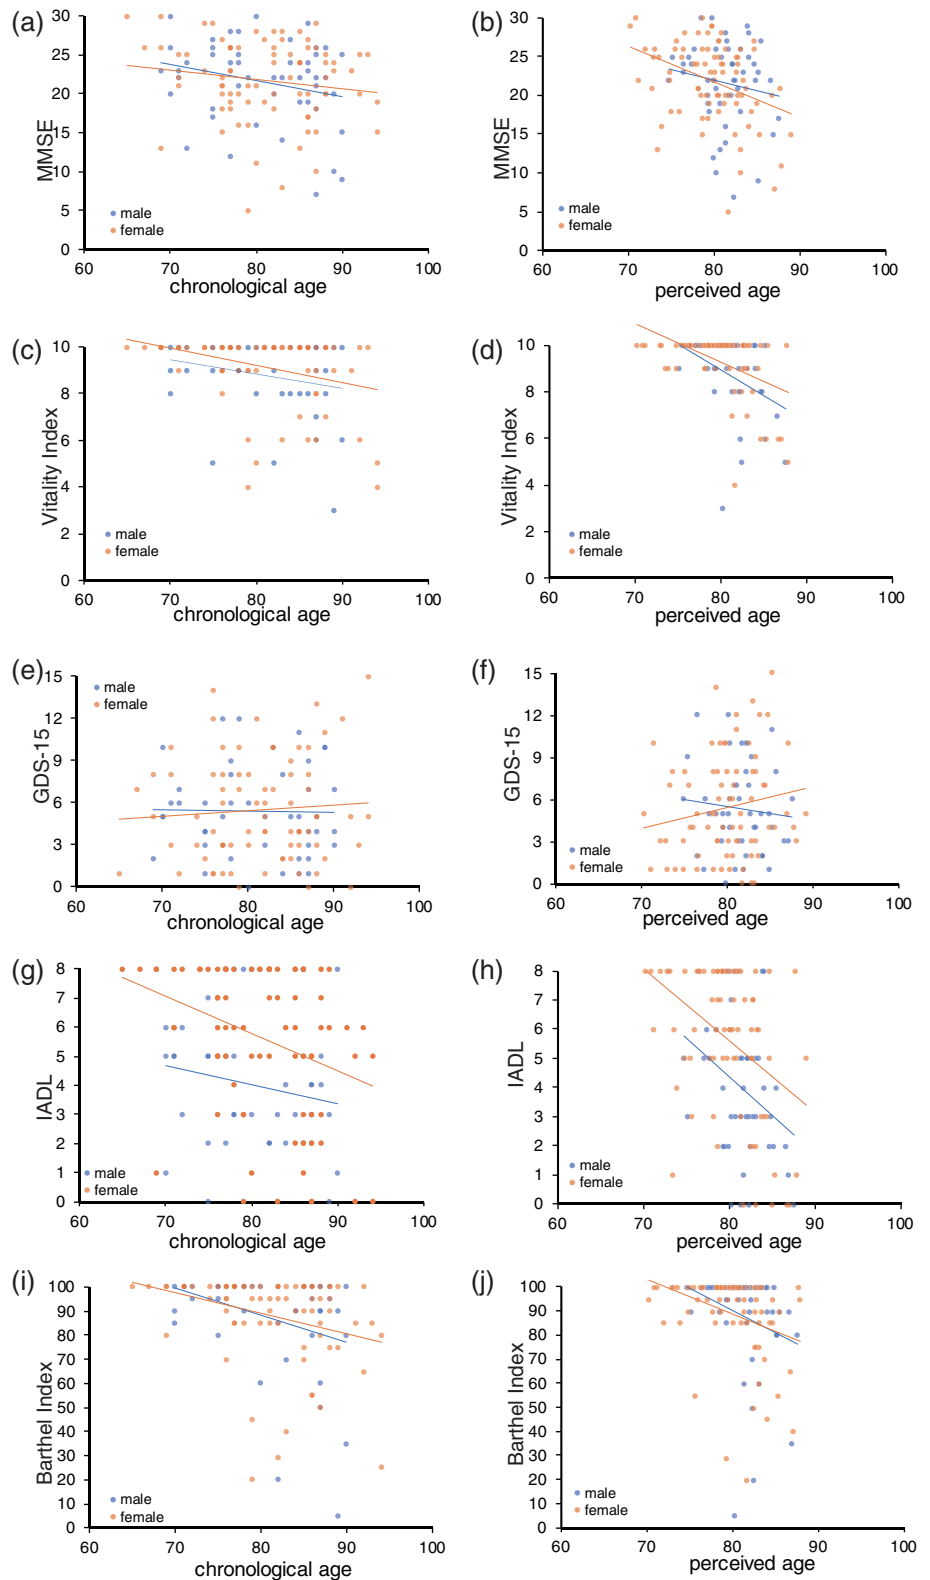 (a)
30
25
20
15
10
5
0
MMSE
male
female
60 70 80 90 100
chronological age
(b)
30
25
20
15
10
5
0
MMSE
male
female
60 70 80 90 100
perceived age
(c)
10
8
6
4
2
0
Vitality Index
male
female
60 70 80 90 100
chronological age
(d)
10
8
6
4
2
0
Vitality Index
male
female
60 70 80 90 100
perceived age
(e)
15
12
9
6
3
0
GDS-15
male
female
60 70 80 90 100
chronological age
(f)
15
12
9
6
3
0
GDS-15
male
female
60 70 80 90 100
perceived age
(g)
8
7
6
5
4
3
2
1
0
IADL
male
female
60 70 80 90 100
chronological age
(h)
8
7
6
5
4
3
2
1
0
IADL
male
female
60 70 80 90 100
perceived age
(i)
100
90
80
70
60
50
40
30
20
10
0
Barthel Index
male
female
60 70 80 90 100
chronological age
(j)
100
90
80
70
60
50
40
30
20
10
0
Barthel Index
male
female
60 70 80 90 100
perceived age